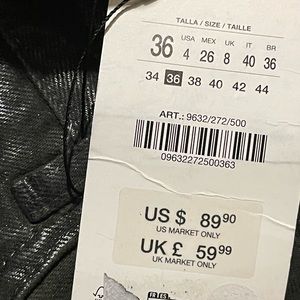 TALLA / SIZE / TAILLE
36 USA MEX UK IT BR
4 26 8 40 36
34 36 38 40 42 44
ART.: 9632/272/500
09632272500363
US $ 89.90
US MARKET ONLY
UK £ 59.99
UK MARKET ONLY